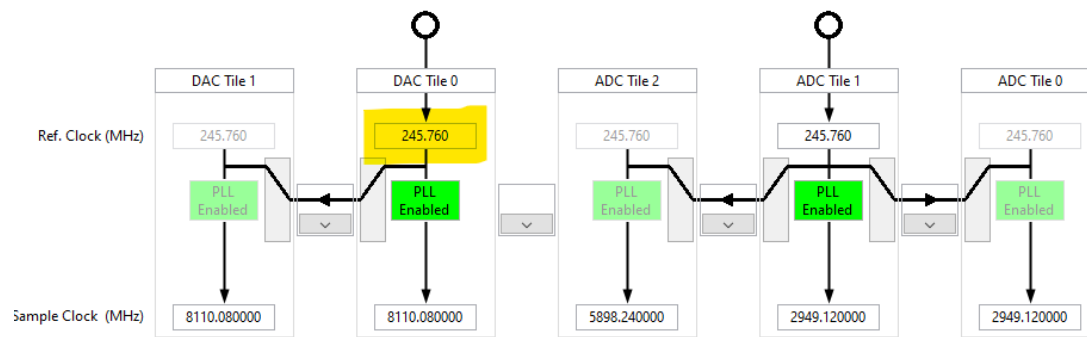 DAC Tile 1
DAC Tile 0
ADC Tile 2
ADC Tile 1
ADC Tile 0
Ref. Clock (MHz)
245.760
245.760
245.760
245.760
245.760
PLL
Enabled
PLL
Enabled
PLL
Enabled
PLL
Enabled
PLL
Enabled
Sample Clock (MHz)
8110.080000
8110.080000
5898.240000
2949.120000
2949.120000